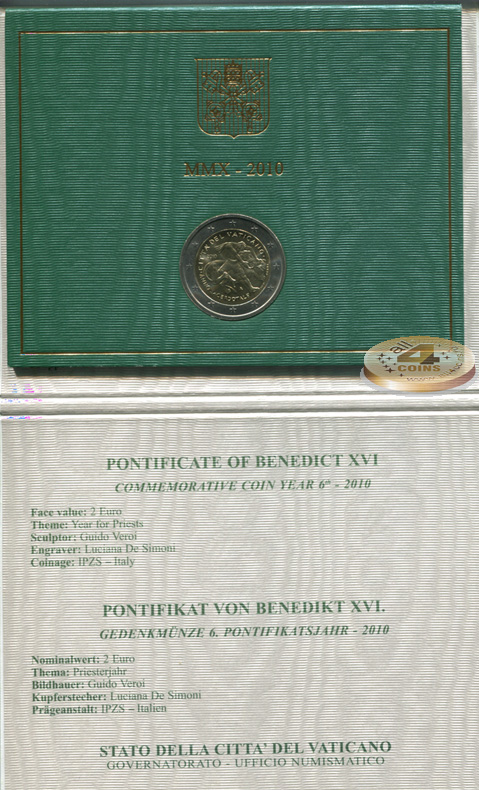 MMX - 2010
CITTÀ DEL VATICANO
all
4
COINS
PONTIFICATE OF BENEDICT XVI
COMMEMORATIVE COIN YEAR 6th - 2010
Face value: 2 Euro
Theme: Year for Priests
Sculptor: Guido Veroi
Engraver: Luciana De Simoni
Coinage: IPZS – Italy
PONTIFIKAT VON BENEDIKT XVI.
GEDENKMÜNZE 6. PONTIFIKATSJAHR - 2010
Nominalwert: 2 Euro
Thema: Priesterjahr
Bildhauer: Guido Veroi
Kupferstecher: Luciana De Simoni
Prägeanstalt: IPZS – Italien
STATO DELLA CITTA' DEL VATICANO
GOVERNATORATO - UFFICIO NUMISMATICO